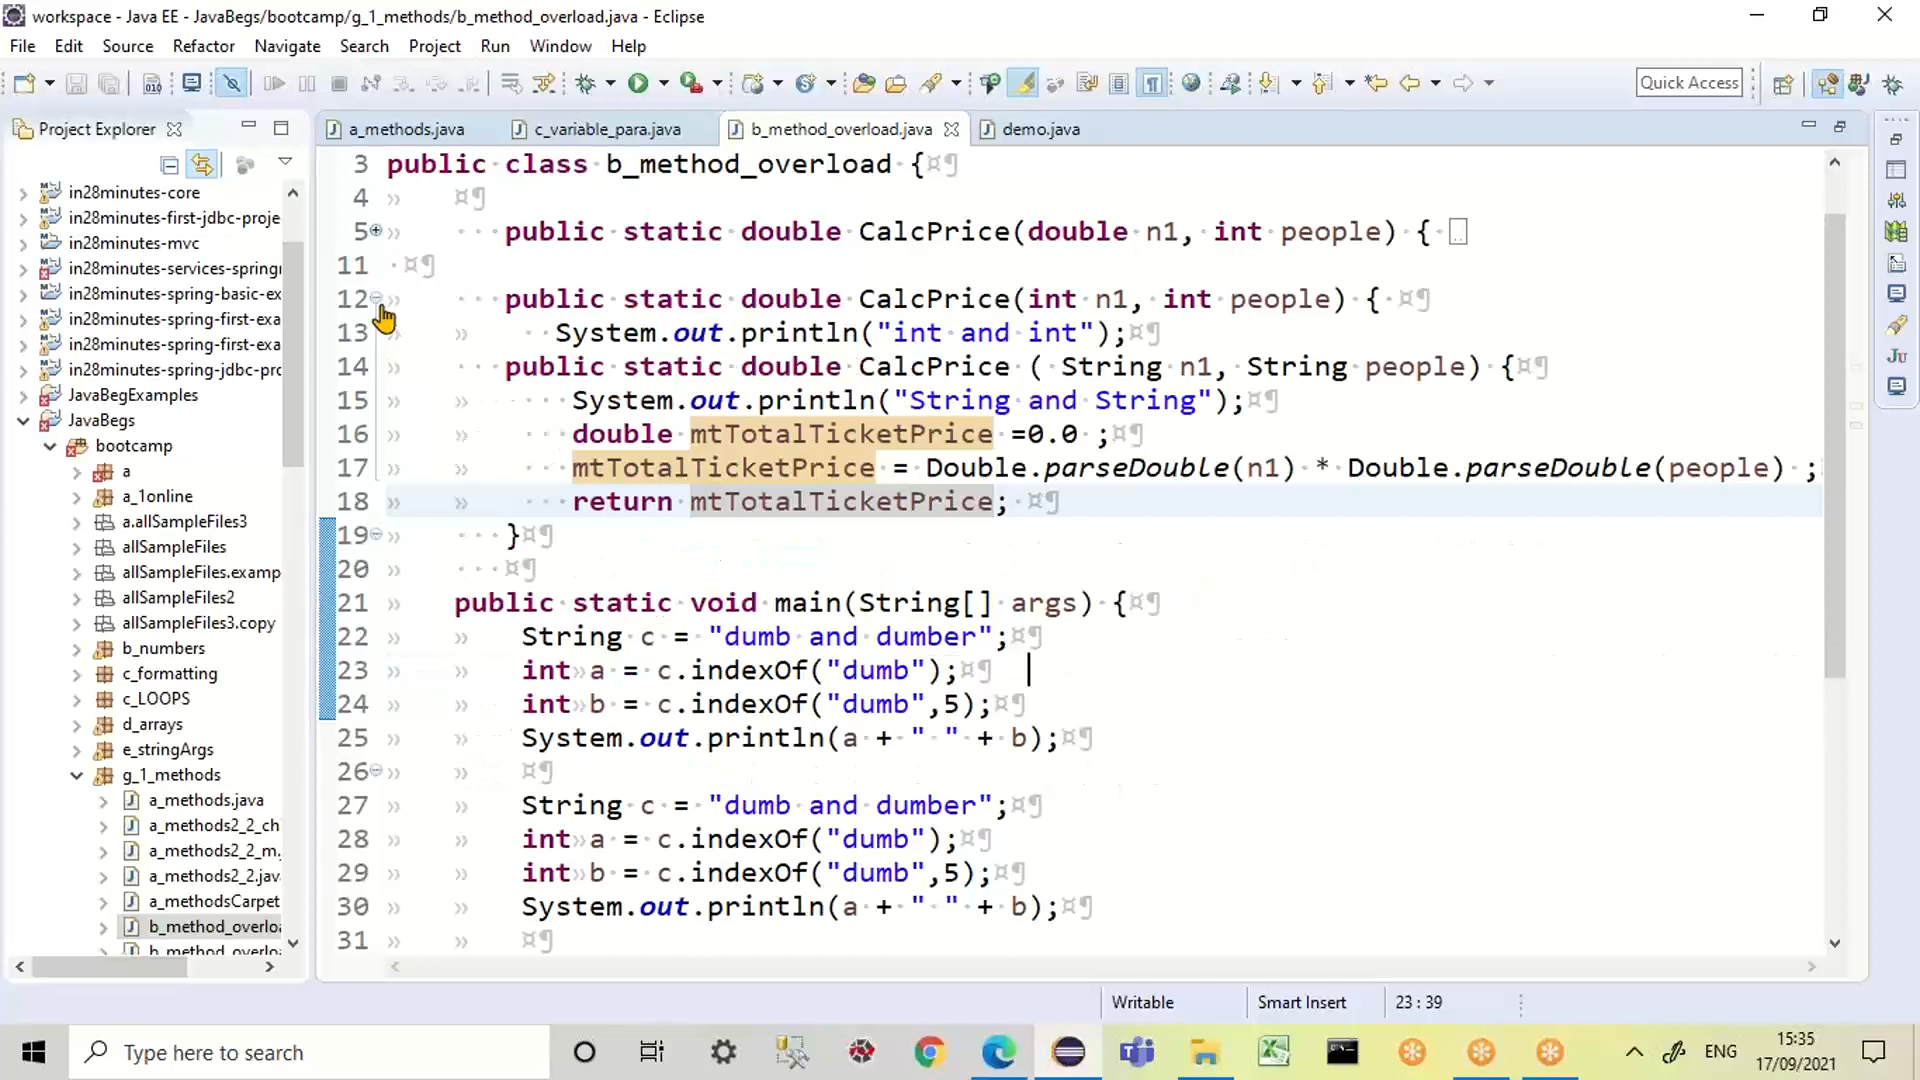 workspace - Java EE - JavaBegs/bootcamp/g_1_methods/b_method_overload.java - Eclipse
File Edit Source Refactor Navigate Search Project Run Window Help
Quick Access
Project Explorer
a_methods.java c_variable_para.java b_method_overload.java demo.java
in28minutes-core
in28minutes-first-jdbc-proje
in28minutes-mvc
in28minutes-services-springr
in28minutes-spring-basic-ex
in28minutes-spring-first-exa
in28minutes-spring-first-exa
in28minutes-spring-jdbc-prc
JavaBegExamples
JavaBegs
bootcamp
a
a_1online
a.allSampleFiles3
allSampleFiles
allSampleFiles.examp
allSampleFiles2
allSampleFiles3.copy
b_numbers
c_formatting
c_LOOPS
d_arrays
e_stringArgs
g_1_methods
a_methods.java
a_methods2_2_ch
a_methods2_2_m.
a_methods2_2.jav
a_methodsCarpet
b_method_overloa
b_method_overloa
3 public class b_method_overload {
4
5 public static double CalcPrice(double n1, int people) {
11
12 public static double CalcPrice(int n1, int people) {
13 System.out.println("int and int");
14 public static double CalcPrice ( String n1, String people) {
15 System.out.println("String and String");
16 double mtTotalTicketPrice =0.0 ;
17 mtTotalTicketPrice = Double.parseDouble(n1) * Double.parseDouble(people) ;
18 return mtTotalTicketPrice;
19 }
20
21 public static void main(String[] args) {
22 String c = "dumb and dumber";
23 int a = c.indexOf("dumb");
24 int b = c.indexOf("dumb",5);
25 System.out.println(a + " " + b);
26
27 String c = "dumb and dumber";
28 int a = c.indexOf("dumb");
29 int b = c.indexOf("dumb",5);
30 System.out.println(a + " " + b);
31
Writable Smart Insert 23 : 39
Type here to search
ENG
15:35
17/09/2021